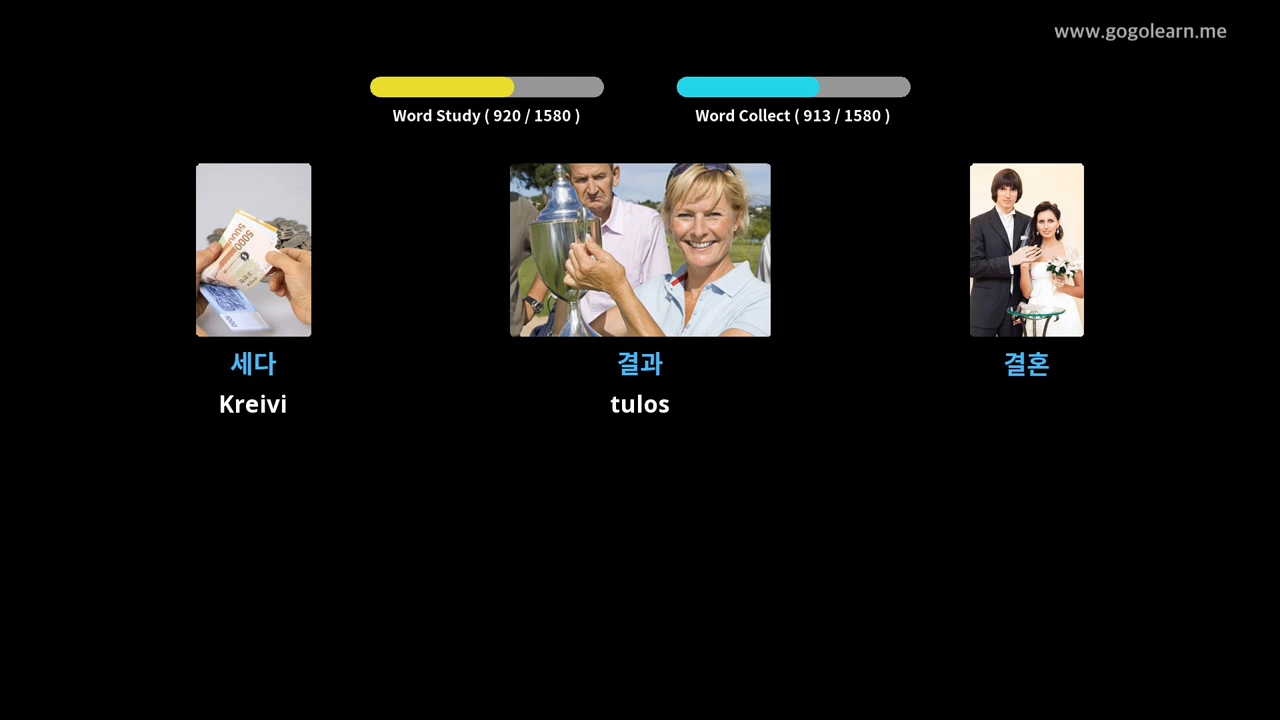 www.gogolearn.me
Word Study ( 920 / 1580 )
Word Collect ( 913 / 1580 )
세다
결과
결혼
Kreivi
tulos